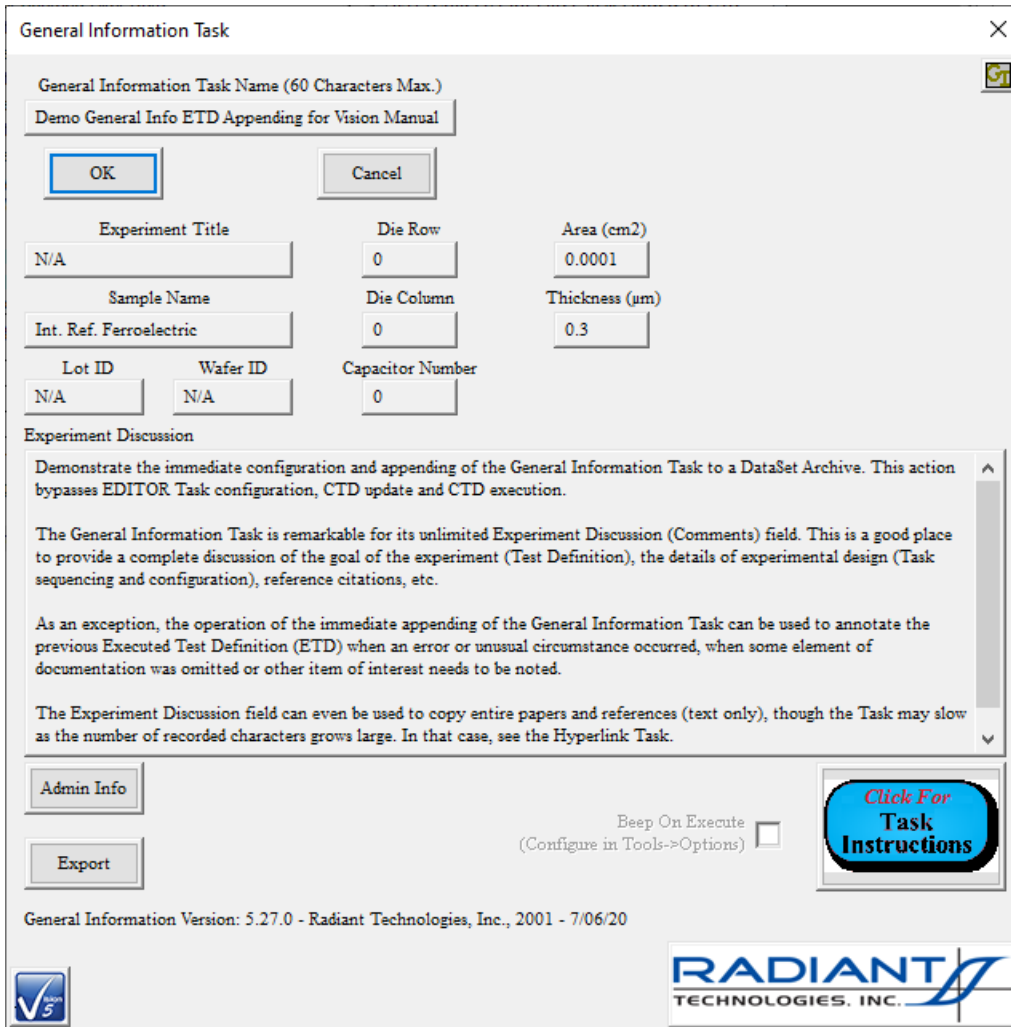 General Information Task
General Information Task Name (60 Characters Max.)
GT
Demo General Info ETD Appending for Vision Manual
OK
Cancel
Experiment Title
Die Row
Area (cm2)
N/A
0
0.0001
Sample Name
Die Column
Thickness (µm)
Int. Ref. Ferroelectric
0
0.3
Lot ID
Wafer ID
Capacitor Number
N/A
N/A
0
Experiment Discussion
Demonstrate the immediate configuration and appending of the General Information Task to a DataSet Archive. This action
bypasses EDITOR Task configuration, CTD update and CTD execution.
The General Information Task is remarkable for its unlimited Experiment Discussion (Comments) field. This is a good place
to provide a complete discussion of the goal of the experiment (Test Definition), the details of experimental design (Task
sequencing and configuration), reference citations, etc.
As an exception, the operation of the immediate appending of the General Information Task can be used to annotate the
previous Executed Test Definition (ETD) when an error or unusual circumstance occurred, when some element of
documentation was omitted or other item of interest needs to be noted.
The Experiment Discussion field can even be used to copy entire papers and references (text only), though the Task may slow
as the number of recorded characters grows large. In that case, see the Hyperlink Task.
Admin Info
Beep On Execute
(Configure in Tools->Options)
Click For
Task
Instructions
Export
General Information Version: 5.27.0 - Radiant Technologies, Inc., 2001 - 7/06/20
Vision
5
RADIANT
TECHNOLOGIES, INC.